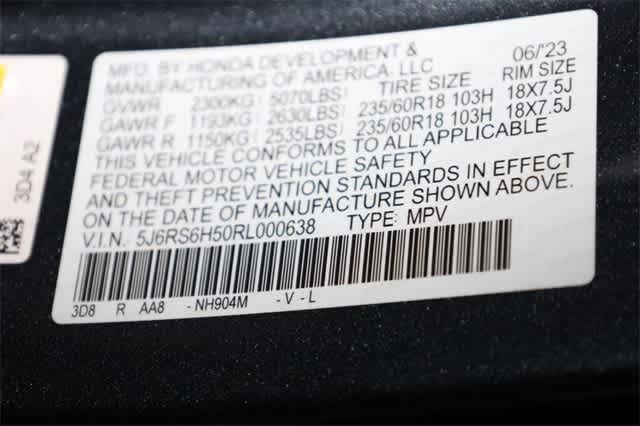 MFD. BY HONDA DEVELOPMENT & 06/'23
MANUFACTURING OF AMERICA, LLC
TIRE SIZE RIM SIZE
GVWR 2300KG( 5070LBS)
GAWR F 1193KG( 2630LBS) 235/60R18 103H 18X7.5J
GAWR R 1150KG( 2535LBS) 235/60R18 103H 18X7.5J
THIS VEHICLE CONFORMS TO ALL APPLICABLE
FEDERAL MOTOR VEHICLE SAFETY
AND THEFT PREVENTION STANDARDS IN EFFECT
ON THE DATE OF MANUFACTURE SHOWN ABOVE.
V.I.N. 5J6RS6H50RL000638 TYPE: MPV
3D8 R AA8 -NH904M -V-L
3D4 A2